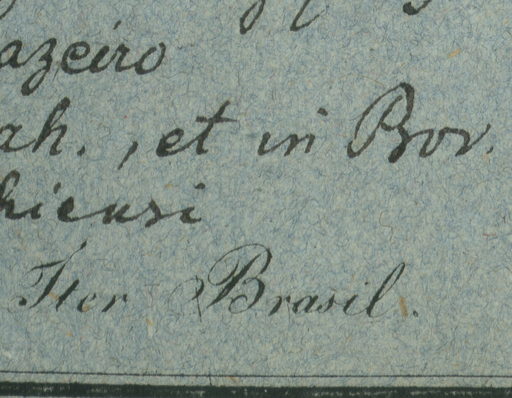 azeiro
ah., et in Bor.
hiensi
Iter Brasil.